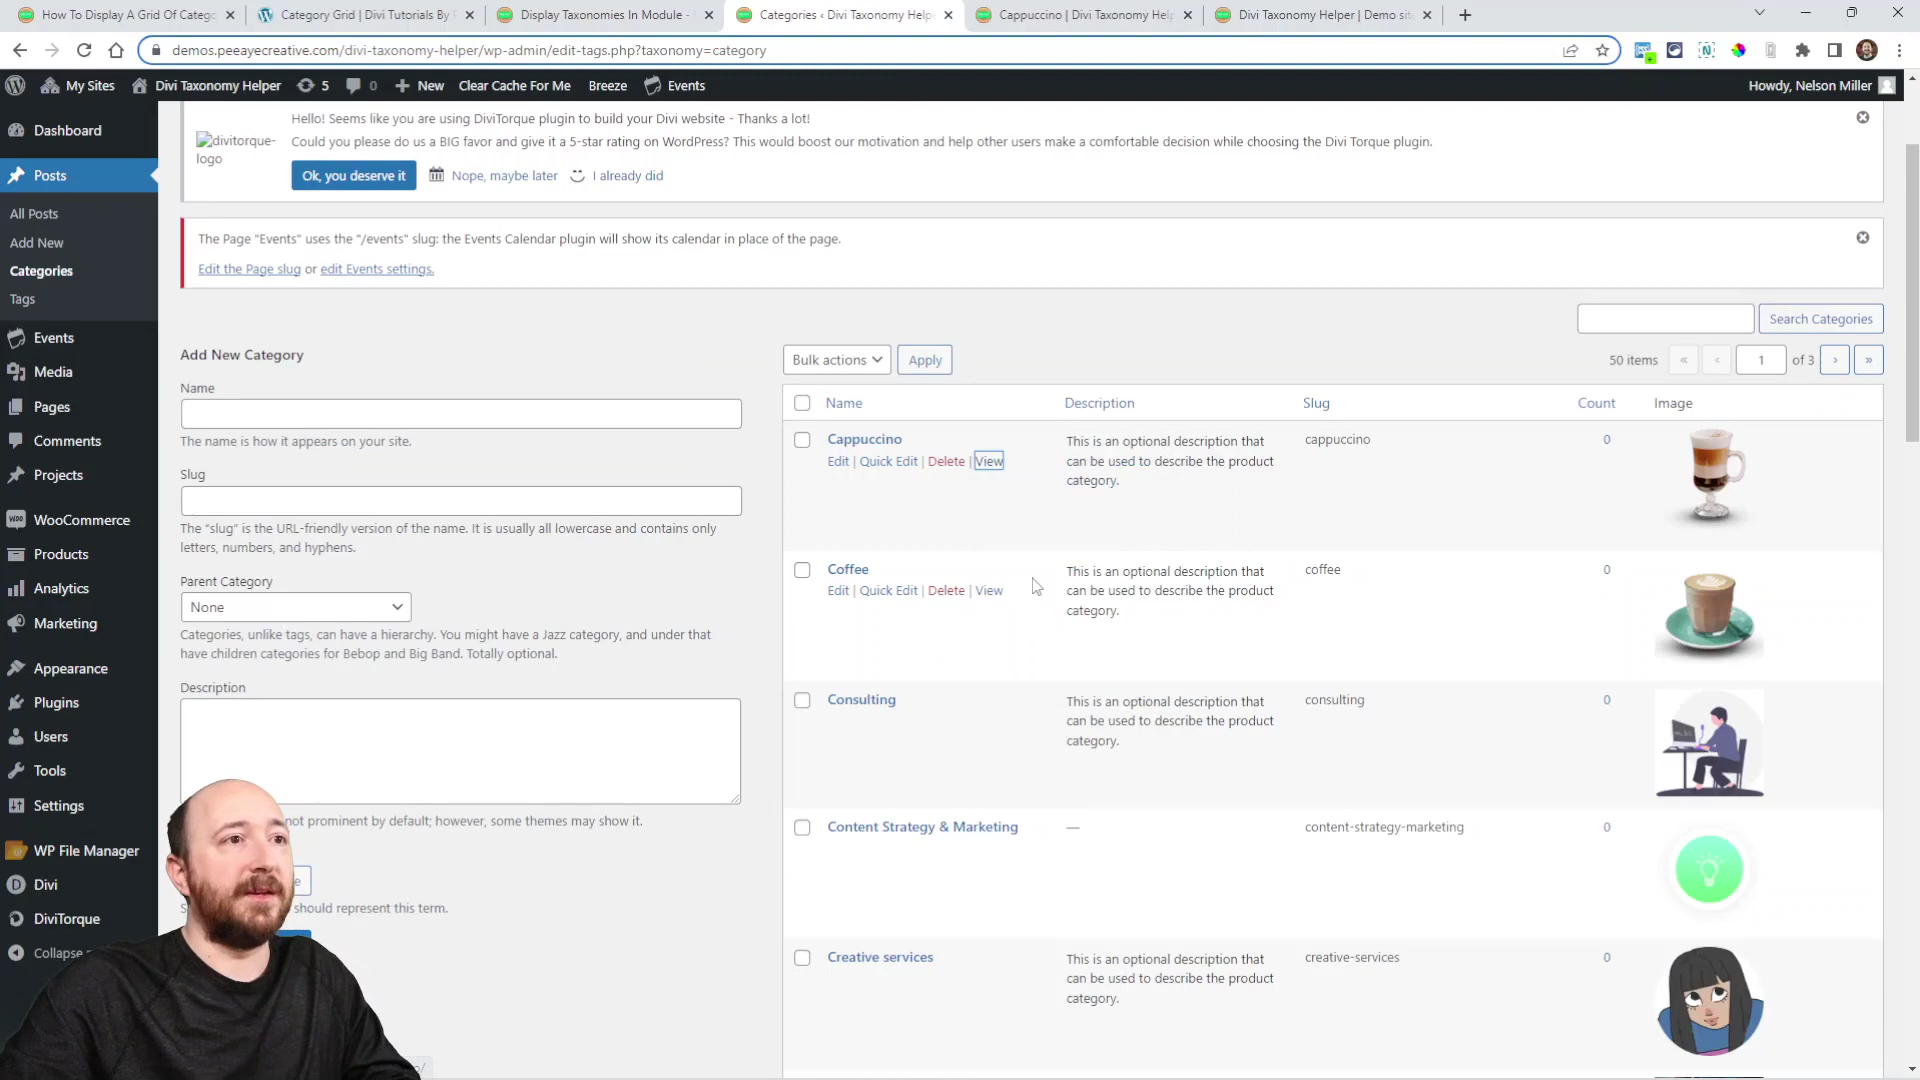 How To Display A Grid Of Catego
Category Grid | Divi Tutorials By
Display Taxonomies In Module -
Categories ‹ Divi Taxonomy Help
Cappuccino | Divi Taxonomy Hel
Divi Taxonomy Helper | Demo sit
demos.peeayecreative.com/divi-taxonomy-helper/wp-admin/edit-tags.php?taxonomy=category
My Sites
Divi Taxonomy Helper
5
0
New
Clear Cache For Me
Breeze
Events
Howdy, Nelson Miller
Dashboard
Posts
All Posts
Add New
Categories
Tags
Events
Media
Pages
Comments
Projects
WooCommerce
Products
Analytics
Marketing
Appearance
Plugins
Users
Tools
Settings
WP File Manager
Divi
DiviTorque
Collapse
divitorque-
logo
Hello! Seems like you are using DiviTorque plugin to build your Divi website - Thanks a lot!
Could you please do us a BIG favor and give it a 5-star rating on WordPress? This would boost our motivation and help other users make a comfortable decision while choosing the Divi Torque plugin.
Ok, you deserve it
Nope, maybe later
I already did
The Page "Events" uses the "/events" slug: the Events Calendar plugin will show its calendar in place of the page.
Edit the Page slug or edit Events settings.
Search Categories
Add New Category
Name
The name is how it appears on your site.
Slug
The “slug” is the URL-friendly version of the name. It is usually all lowercase and contains only
letters, numbers, and hyphens.
Parent Category
None
Categories, unlike tags, can have a hierarchy. You might have a Jazz category, and under that
have children categories for Bebop and Big Band. Totally optional.
Description
not prominent by default; however, some themes may show it.
should represent this term.
Bulk actions
Apply
50 items
«
‹
1
of 3
›
»
Name
Description
Slug
Count
Image
Cappuccino
Edit | Quick Edit | Delete | View
This is an optional description that
can be used to describe the product
category.
cappuccino
0
Coffee
Edit | Quick Edit | Delete | View
This is an optional description that
can be used to describe the product
category.
coffee
0
Consulting
This is an optional description that
can be used to describe the product
category.
consulting
0
Content Strategy & Marketing
—
content-strategy-marketing
0
Creative services
This is an optional description that
can be used to describe the product
category.
creative-services
0